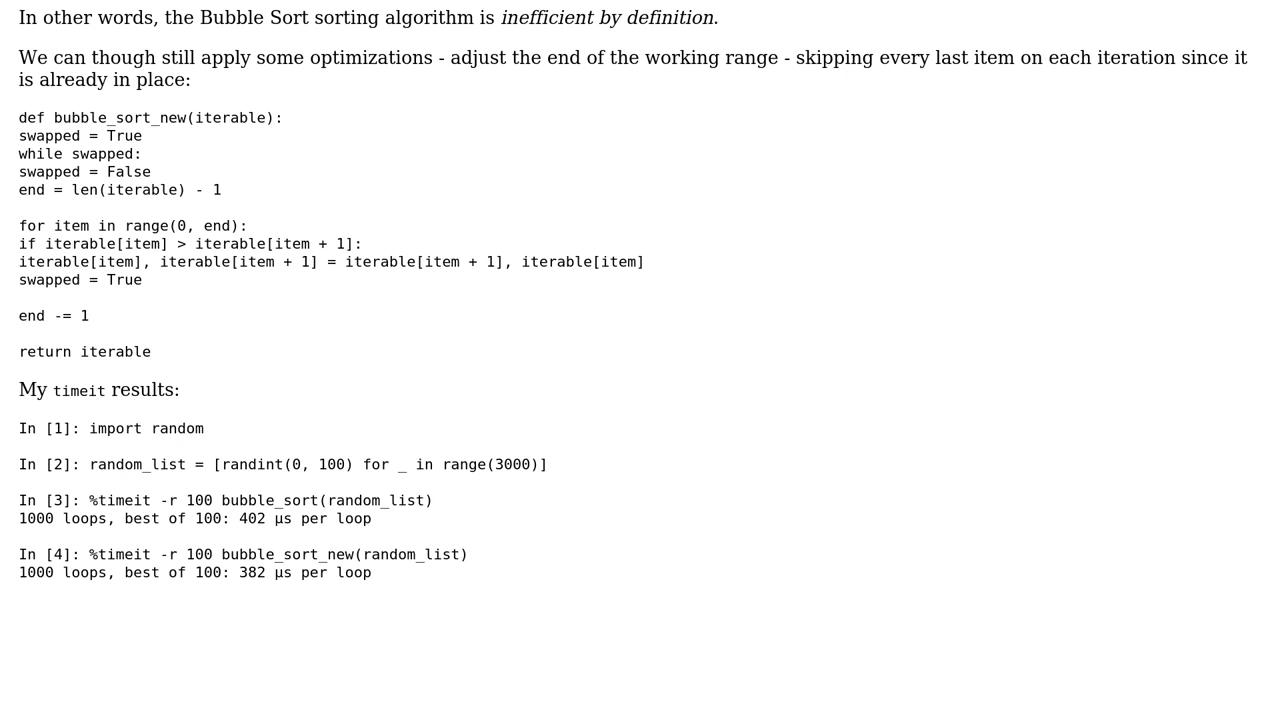 In other words, the Bubble Sort sorting algorithm is inefficient by definition.
We can though still apply some optimizations - adjust the end of the working range - skipping every last item on each iteration since it
is already in place:
def bubble_sort_new(iterable):
swapped = True
while swapped:
swapped = False
end = len(iterable) - 1
for item in range(0, end):
if iterable[item] > iterable[item + 1]:
iterable[item], iterable[item + 1] = iterable[item + 1], iterable[item]
swapped = True
end -= 1
return iterable
My timeit results:
In [1]: import random
In [2]: random_list = [randint(0, 100) for _ in range(3000)]
In [3]: %timeit -r 100 bubble_sort(random_list)
1000 loops, best of 100: 402 µs per loop
In [4]: %timeit -r 100 bubble_sort_new(random_list)
1000 loops, best of 100: 382 µs per loop